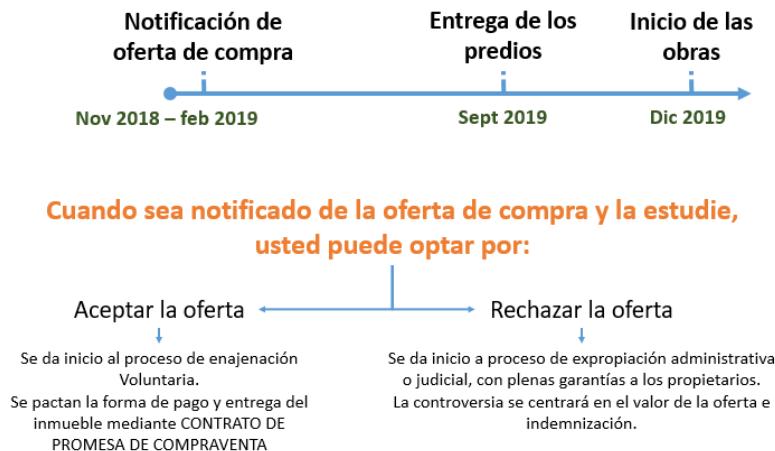 Notificación de
oferta de compra
Entrega de los
predios
Inicio de las
obras
Nov 2018 – feb 2019
Sept 2019
Dic 2019
Cuando sea notificado de la oferta de compra y la estudie,
usted puede optar por:
Aceptar la oferta
Rechazar la oferta
Se da inicio al proceso de enajenación
Voluntaria.
Se pactan la forma de pago y entrega del
inmueble mediante CONTRATO DE
PROMESA DE COMPRAVENTA
Se da inicio a proceso de expropiación administrativa
o judicial, con plenas garantías a los propietarios.
La controversia se centrará en el valor de la oferta e
indemnización.